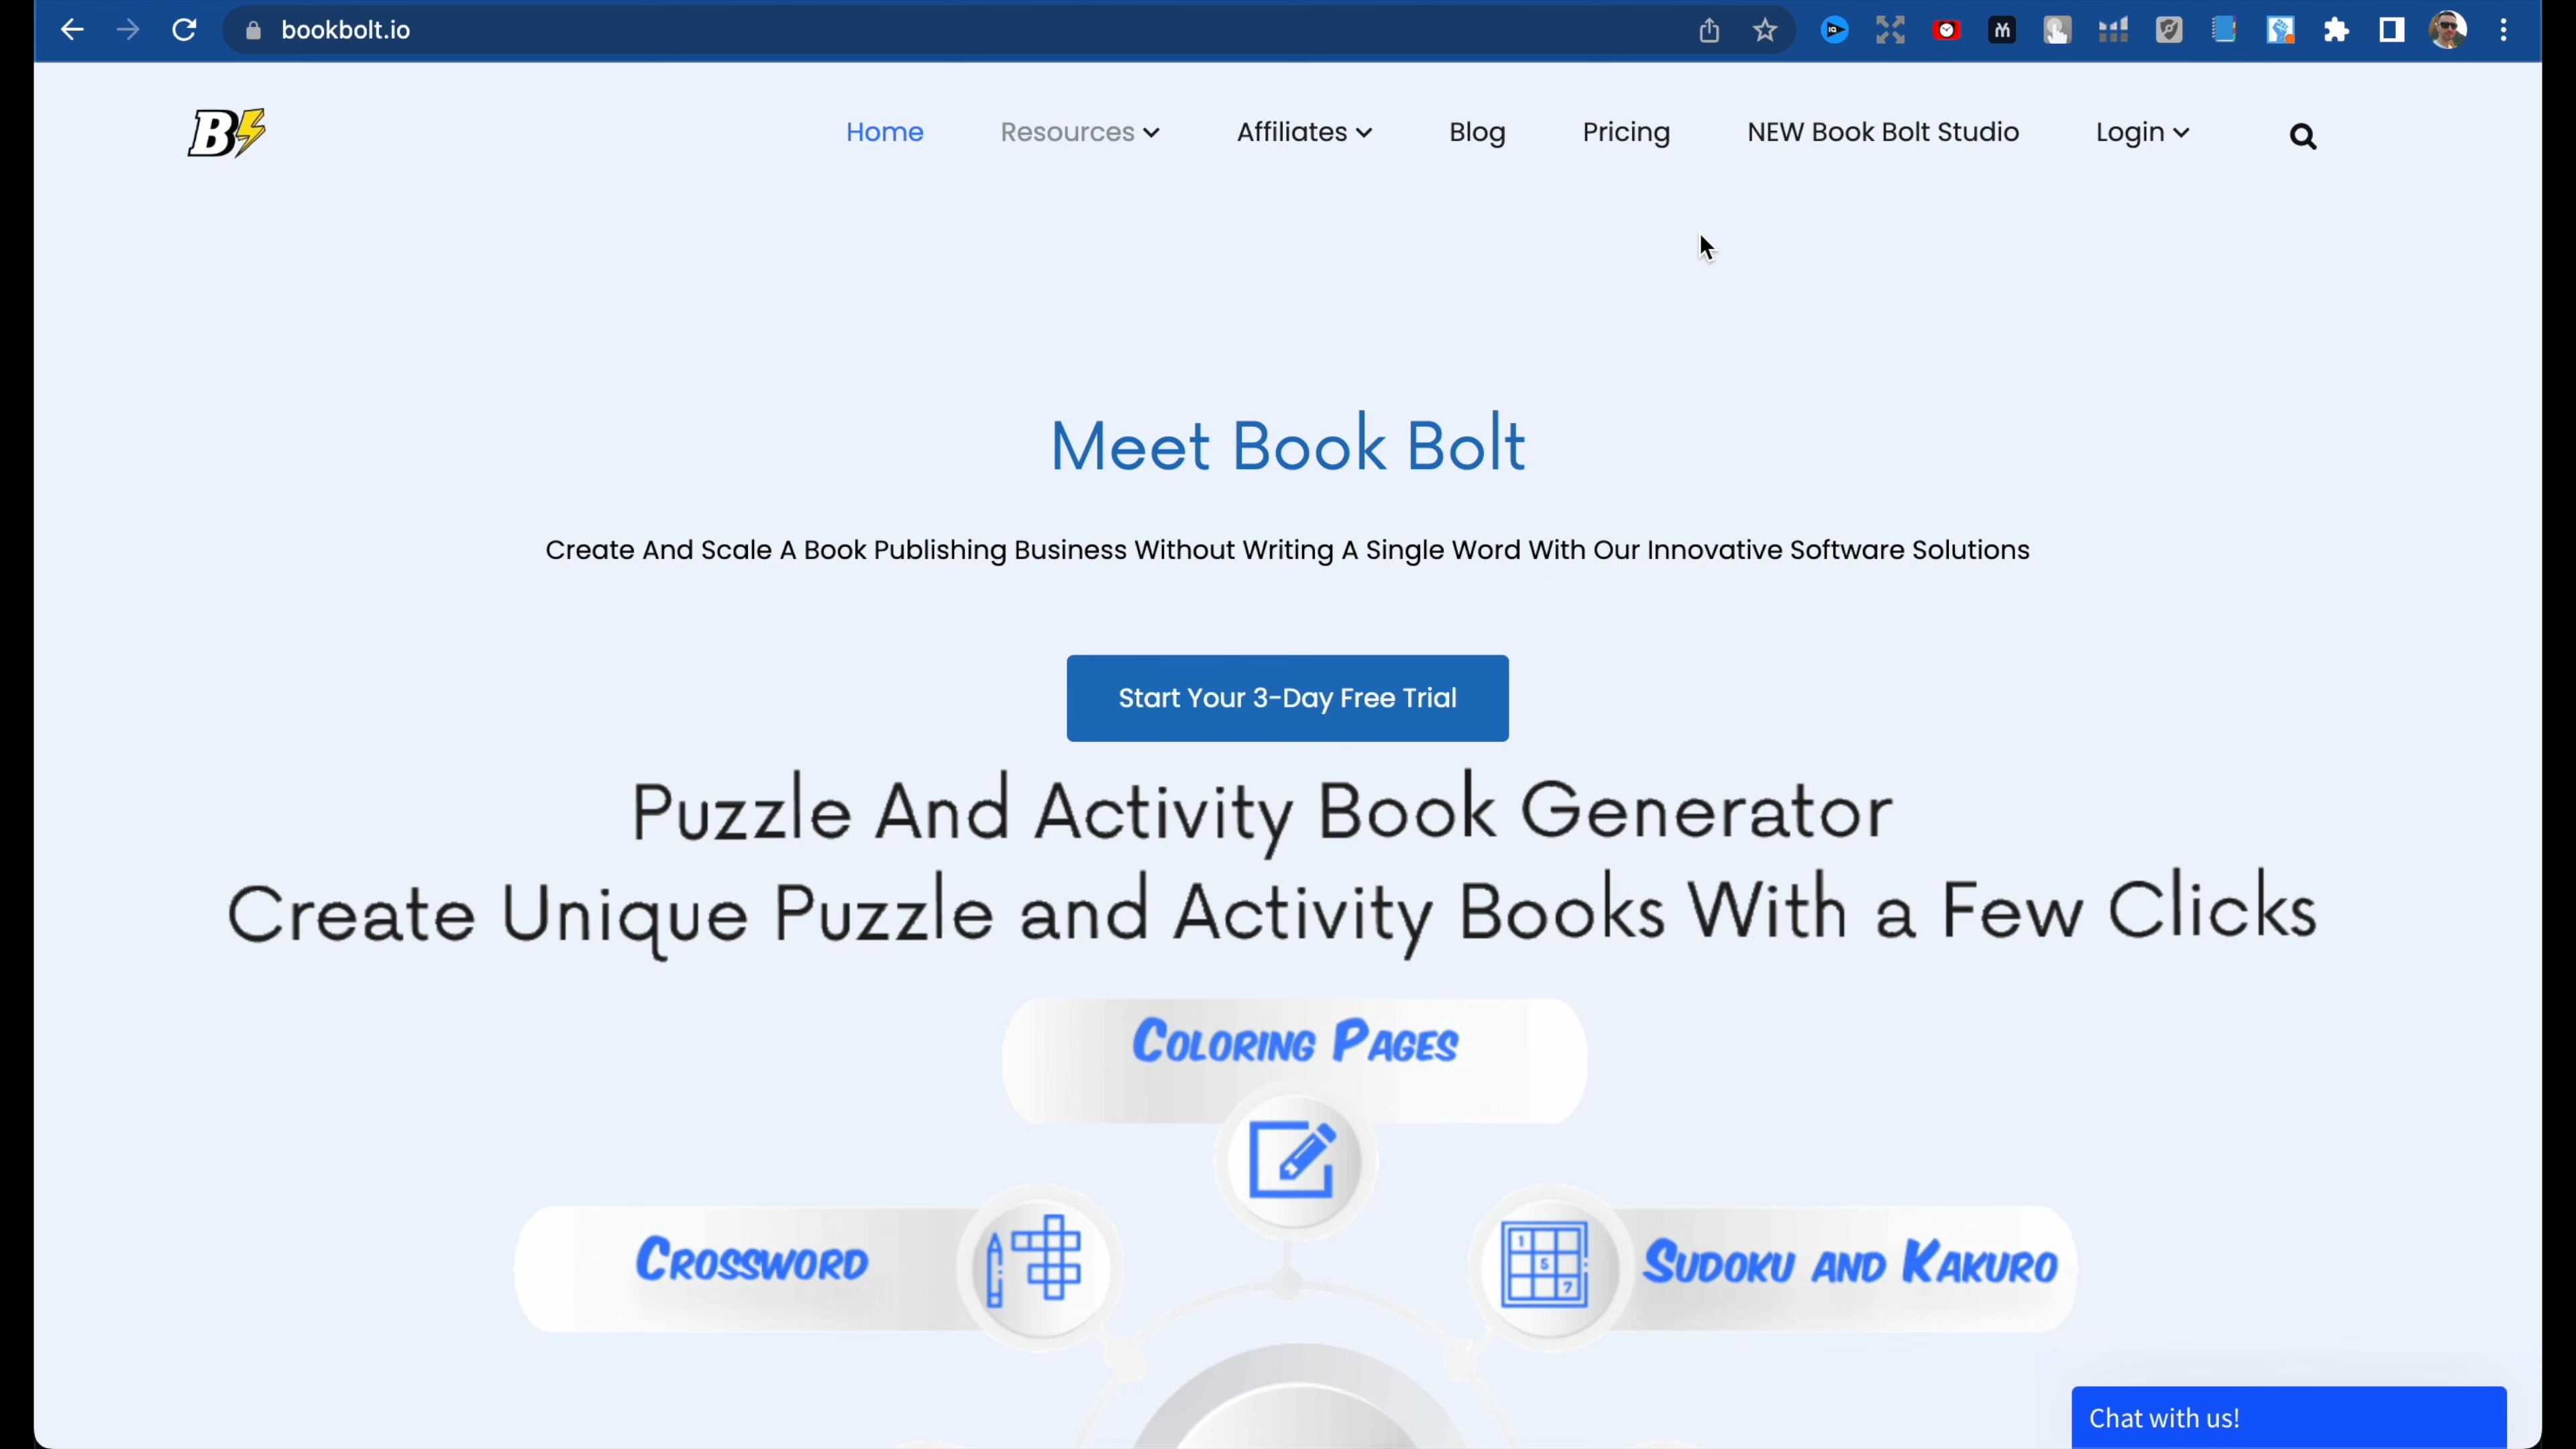 bookbolt.io
B
Home
Resources
Affiliates
Blog
Pricing
NEW Book Bolt Studio
Login
Meet Book Bolt
Create And Scale A Book Publishing Business Without Writing A Single Word With Our Innovative Software Solutions
Start Your 3-Day Free Trial
Puzzle And Activity Book Generator
Create Unique Puzzle and Activity Books With a Few Clicks
COLORING PAGES
CROSSWORD
1
5
7
SUDOKU AND KAKURO
Chat with us!